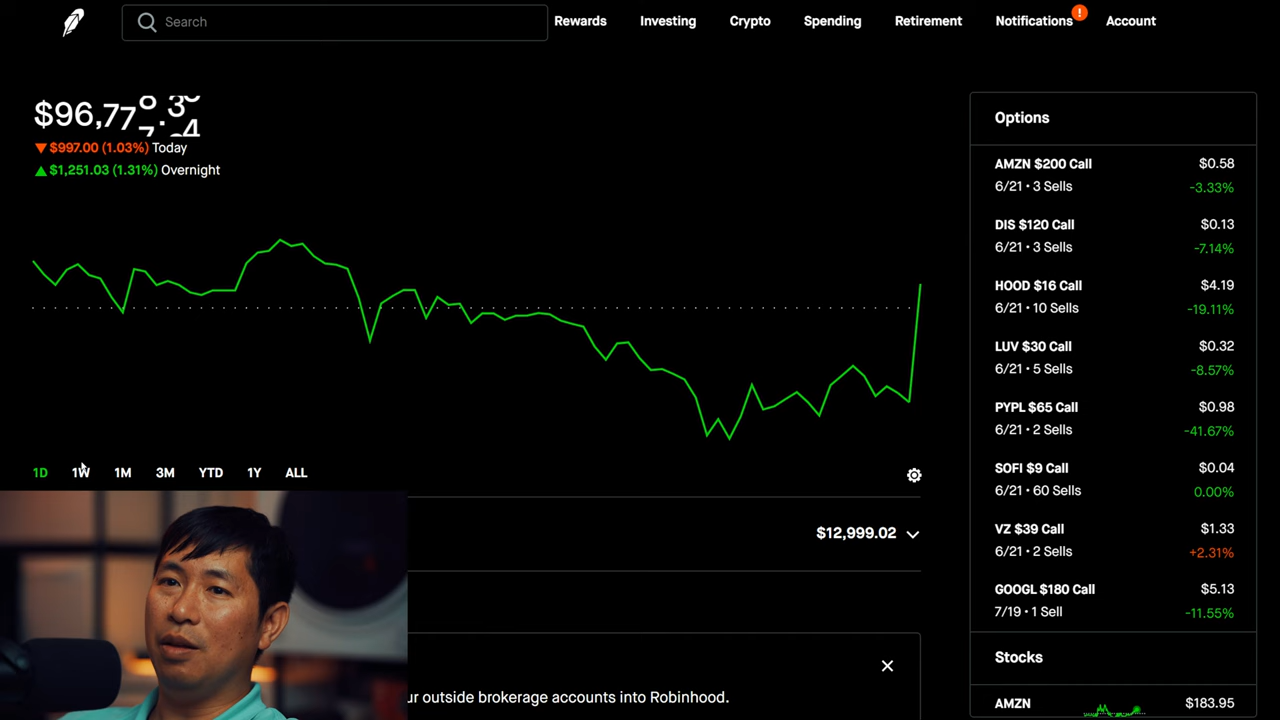 Search
Rewards
Investing
Crypto
Spending
Retirement
Notifications
!
Account
$96,77
$997.00 (1.03%) Today
$1,251.03 (1.31%) Overnight
1D
1W
1M
3M
YTD
1Y
ALL
$12,999.02
ur outside brokerage accounts into Robinhood.
Options
AMZN $200 Call $0.58
6/21 • 3 Sells -3.33%
DIS $120 Call $0.13
6/21 • 3 Sells -7.14%
HOOD $16 Call $4.19
6/21 • 10 Sells -19.11%
LUV $30 Call $0.32
6/21 • 5 Sells -8.57%
PYPL $65 Call $0.98
6/21 • 2 Sells -41.67%
SOFI $9 Call $0.04
6/21 • 60 Sells 0.00%
VZ $39 Call $1.33
6/21 • 2 Sells +2.31%
GOOGL $180 Call $5.13
7/19 • 1 Sell -11.55%
Stocks
AMZN $183.95